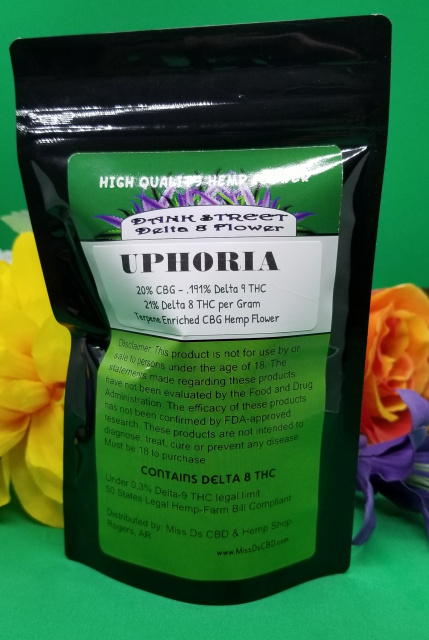 HIGH QUALITY HEMP FLOWER
DANK STREET
Delta 8 Flower
UPHORIA
20% CBG - .191% Delta 9 THC
21% Delta 8 THC per Gram
Terpene Enriched CBG Hemp Flower
Disclaimer: This product is not for use by or
sale to persons under the age of 18. The
statements made regarding these products
have not been evaluated by the Food and Drug
Administration. The efficacy of these products
has not been confirmed by FDA-approved
research. These products are not intended to
diagnose, treat, cure or prevent any disease.
Must be 18 to purchase
CONTAINS DELTA 8 THC
Under 0.3% Delta-9 THC legal limit
50 States Legal Hemp-Farm Bill Compliant
Distributed by: Miss Ds CBD & Hemp Shop
Rogers, AR
www.MissDsCBD.com